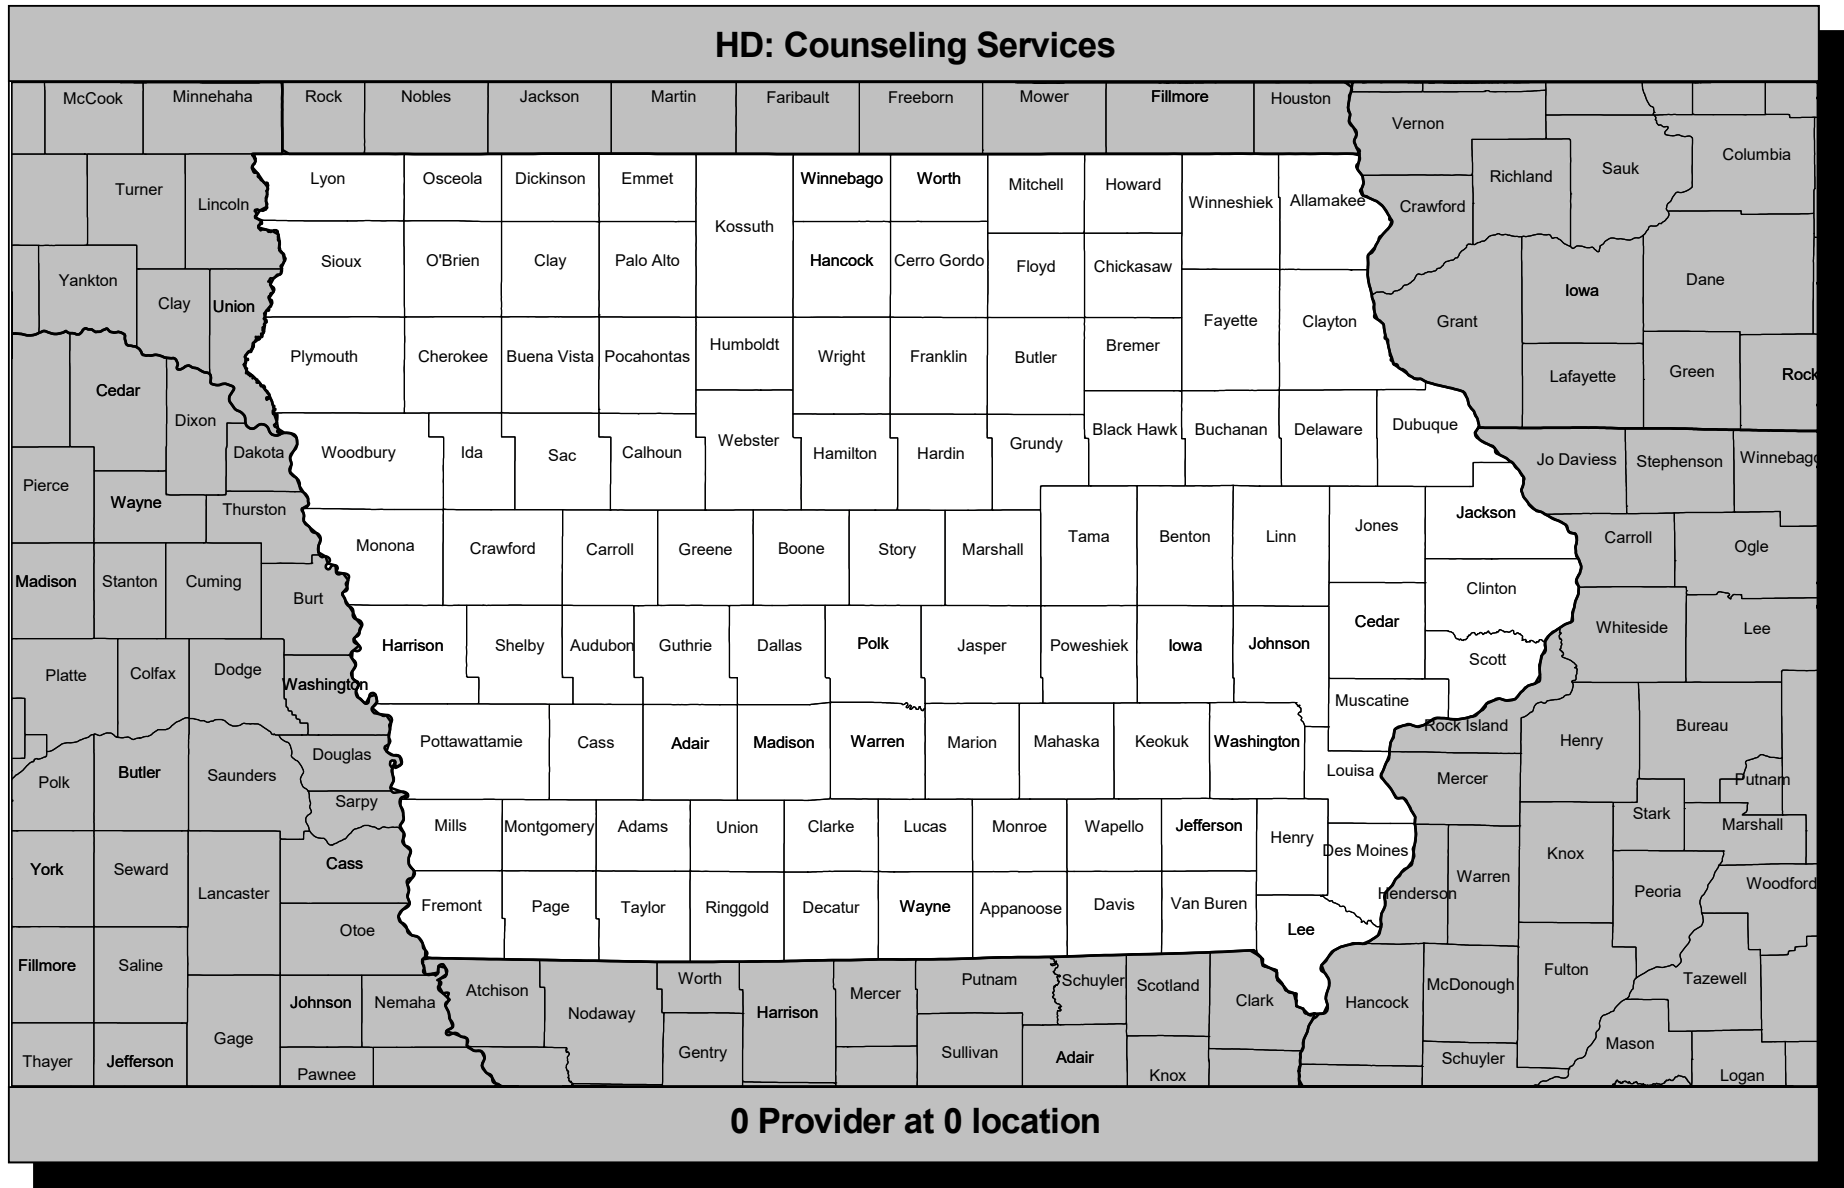 HD: Counseling Services
McCook Minnehaha Rock Nobles Jackson Martin Faribault Freeborn Mower Fillmore Houston
Vernon
Columbia
Sauk
Richland
Turner
Lincoln
Crawford
Lyon Osceola Dickinson Emmet Winnebago Worth Mitchell Howard
Winneshiek Allamakee
Kossuth
Sioux O'Brien Clay Palo Alto Hancock Cerro Gordo Floyd Chickasaw
Yankton
Clay Union
Dane
Iowa
Grant
Fayette Clayton
Plymouth Cherokee Buena Vista Pocahontas Humboldt Wright Franklin Butler Bremer
Lafayette Green Rock
Cedar
Dixon
Dakota
Woodbury Ida Sac Calhoun Webster Hamilton Hardin Grundy Black Hawk Buchanan Delaware Dubuque
Jo Daviess Stephenson Winnebago
Pierce
Wayne
Thurston
Monona Crawford Carroll Greene Boone Story Marshall Tama Benton Linn Jones Jackson
Carroll Ogle
Madison Stanton Cuming
Burt
Clinton
Cedar
Whiteside Lee
Harrison Shelby Audubon Guthrie Dallas Polk Jasper Poweshiek Iowa Johnson
Scott
Platte Colfax Dodge
Washington
Muscatine
Rock Island
Henry
Bureau
Pottawattamie Cass Adair Madison Warren Marion Mahaska Keokuk Washington
Louisa
Douglas
Polk Butler Saunders
Sarpy
Mercer
Putnam
Stark
Marshall
Mills Montgomery Adams Union Clarke Lucas Monroe Wapello Jefferson Henry
Des Moines
Knox
York Seward
Cass
Lancaster
Henderson
Warren
Peoria
Woodford
Fremont Page Taylor Ringgold Decatur Wayne Appanoose Davis Van Buren
Lee
Otoe
Fillmore Saline
Fulton
Tazewell
McDonough
Johnson Nemaha
Atchison
Nodaway
Worth
Harrison
Mercer
Putnam
Schuyler Scotland
Clark
Hancock
Gage
Gentry
Sullivan
Adair
Schuyler
Mason
Thayer Jefferson
Pawnee
Knox
Logan
0 Provider at 0 location